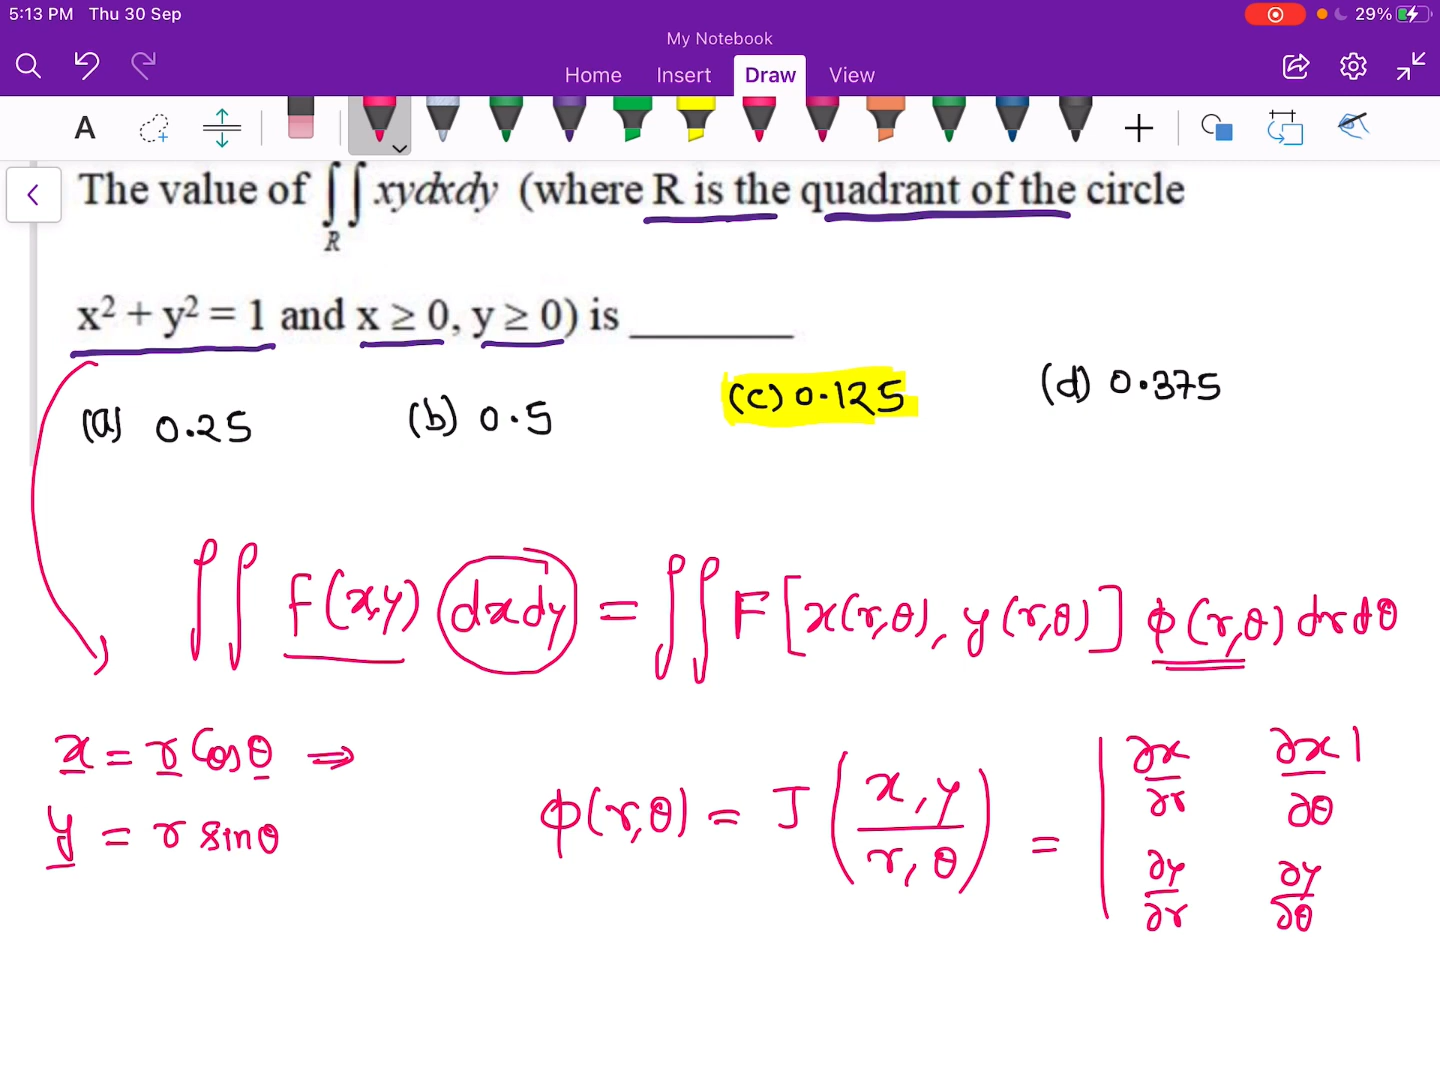 5:13 PM Thu 30 Sep
29%
My Notebook
Home Insert Draw View
A
The value of ∬_R xydxdy (where R is the quadrant of the circle
x² + y² = 1 and x ≥ 0, y ≥ 0) is ________
(a) 0.25 (b) 0.5 (c) 0.125 (d) 0.375
∬ f(x,y) dxdy = ∬ F[x(r,θ), y(r,θ)] φ(r,θ) dr dθ
x = r Cosθ ⇒
y = r sinθ
φ(r,θ) = J (x,y / r,θ) = | ∂x/∂r ∂x/∂θ |
∂y/∂r ∂y/∂θ